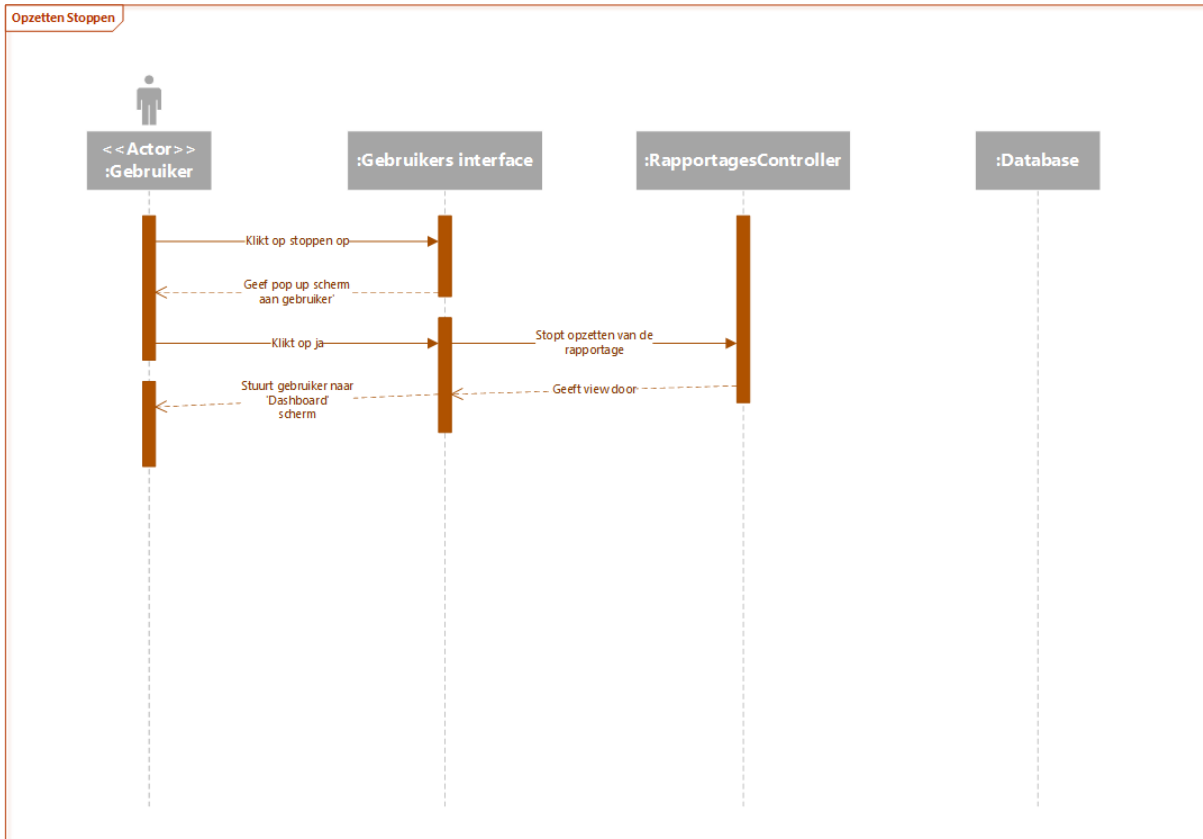 Opzetten Stoppen
<<Actor>>
:Gebruiker
:Gebruikers interface
:RapportagesController
:Database
Klikt op stoppen op
Geef pop up scherm
aan gebruiker'
Klikt op ja
Stopt opzetten van de
rapportage
Stuurt gebruiker naar
'Dashboard'
scherm
Geeft view door